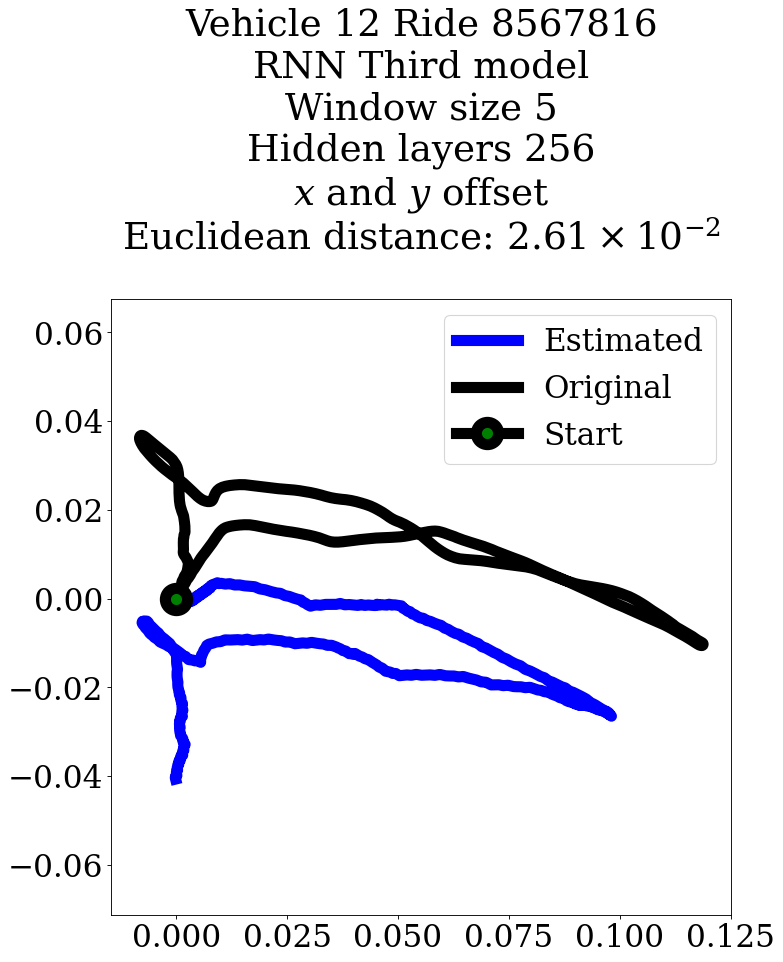 Vehicle 12 Ride 8567816
RNN Third model
Window size 5
Hidden layers 256
x and y offset
Euclidean distance: 2.61 × 10⁻²
Estimated
Original
Start
0.06
0.04
0.02
0.00
−0.02
−0.04
−0.06
0.000 0.025 0.050 0.075 0.100 0.125